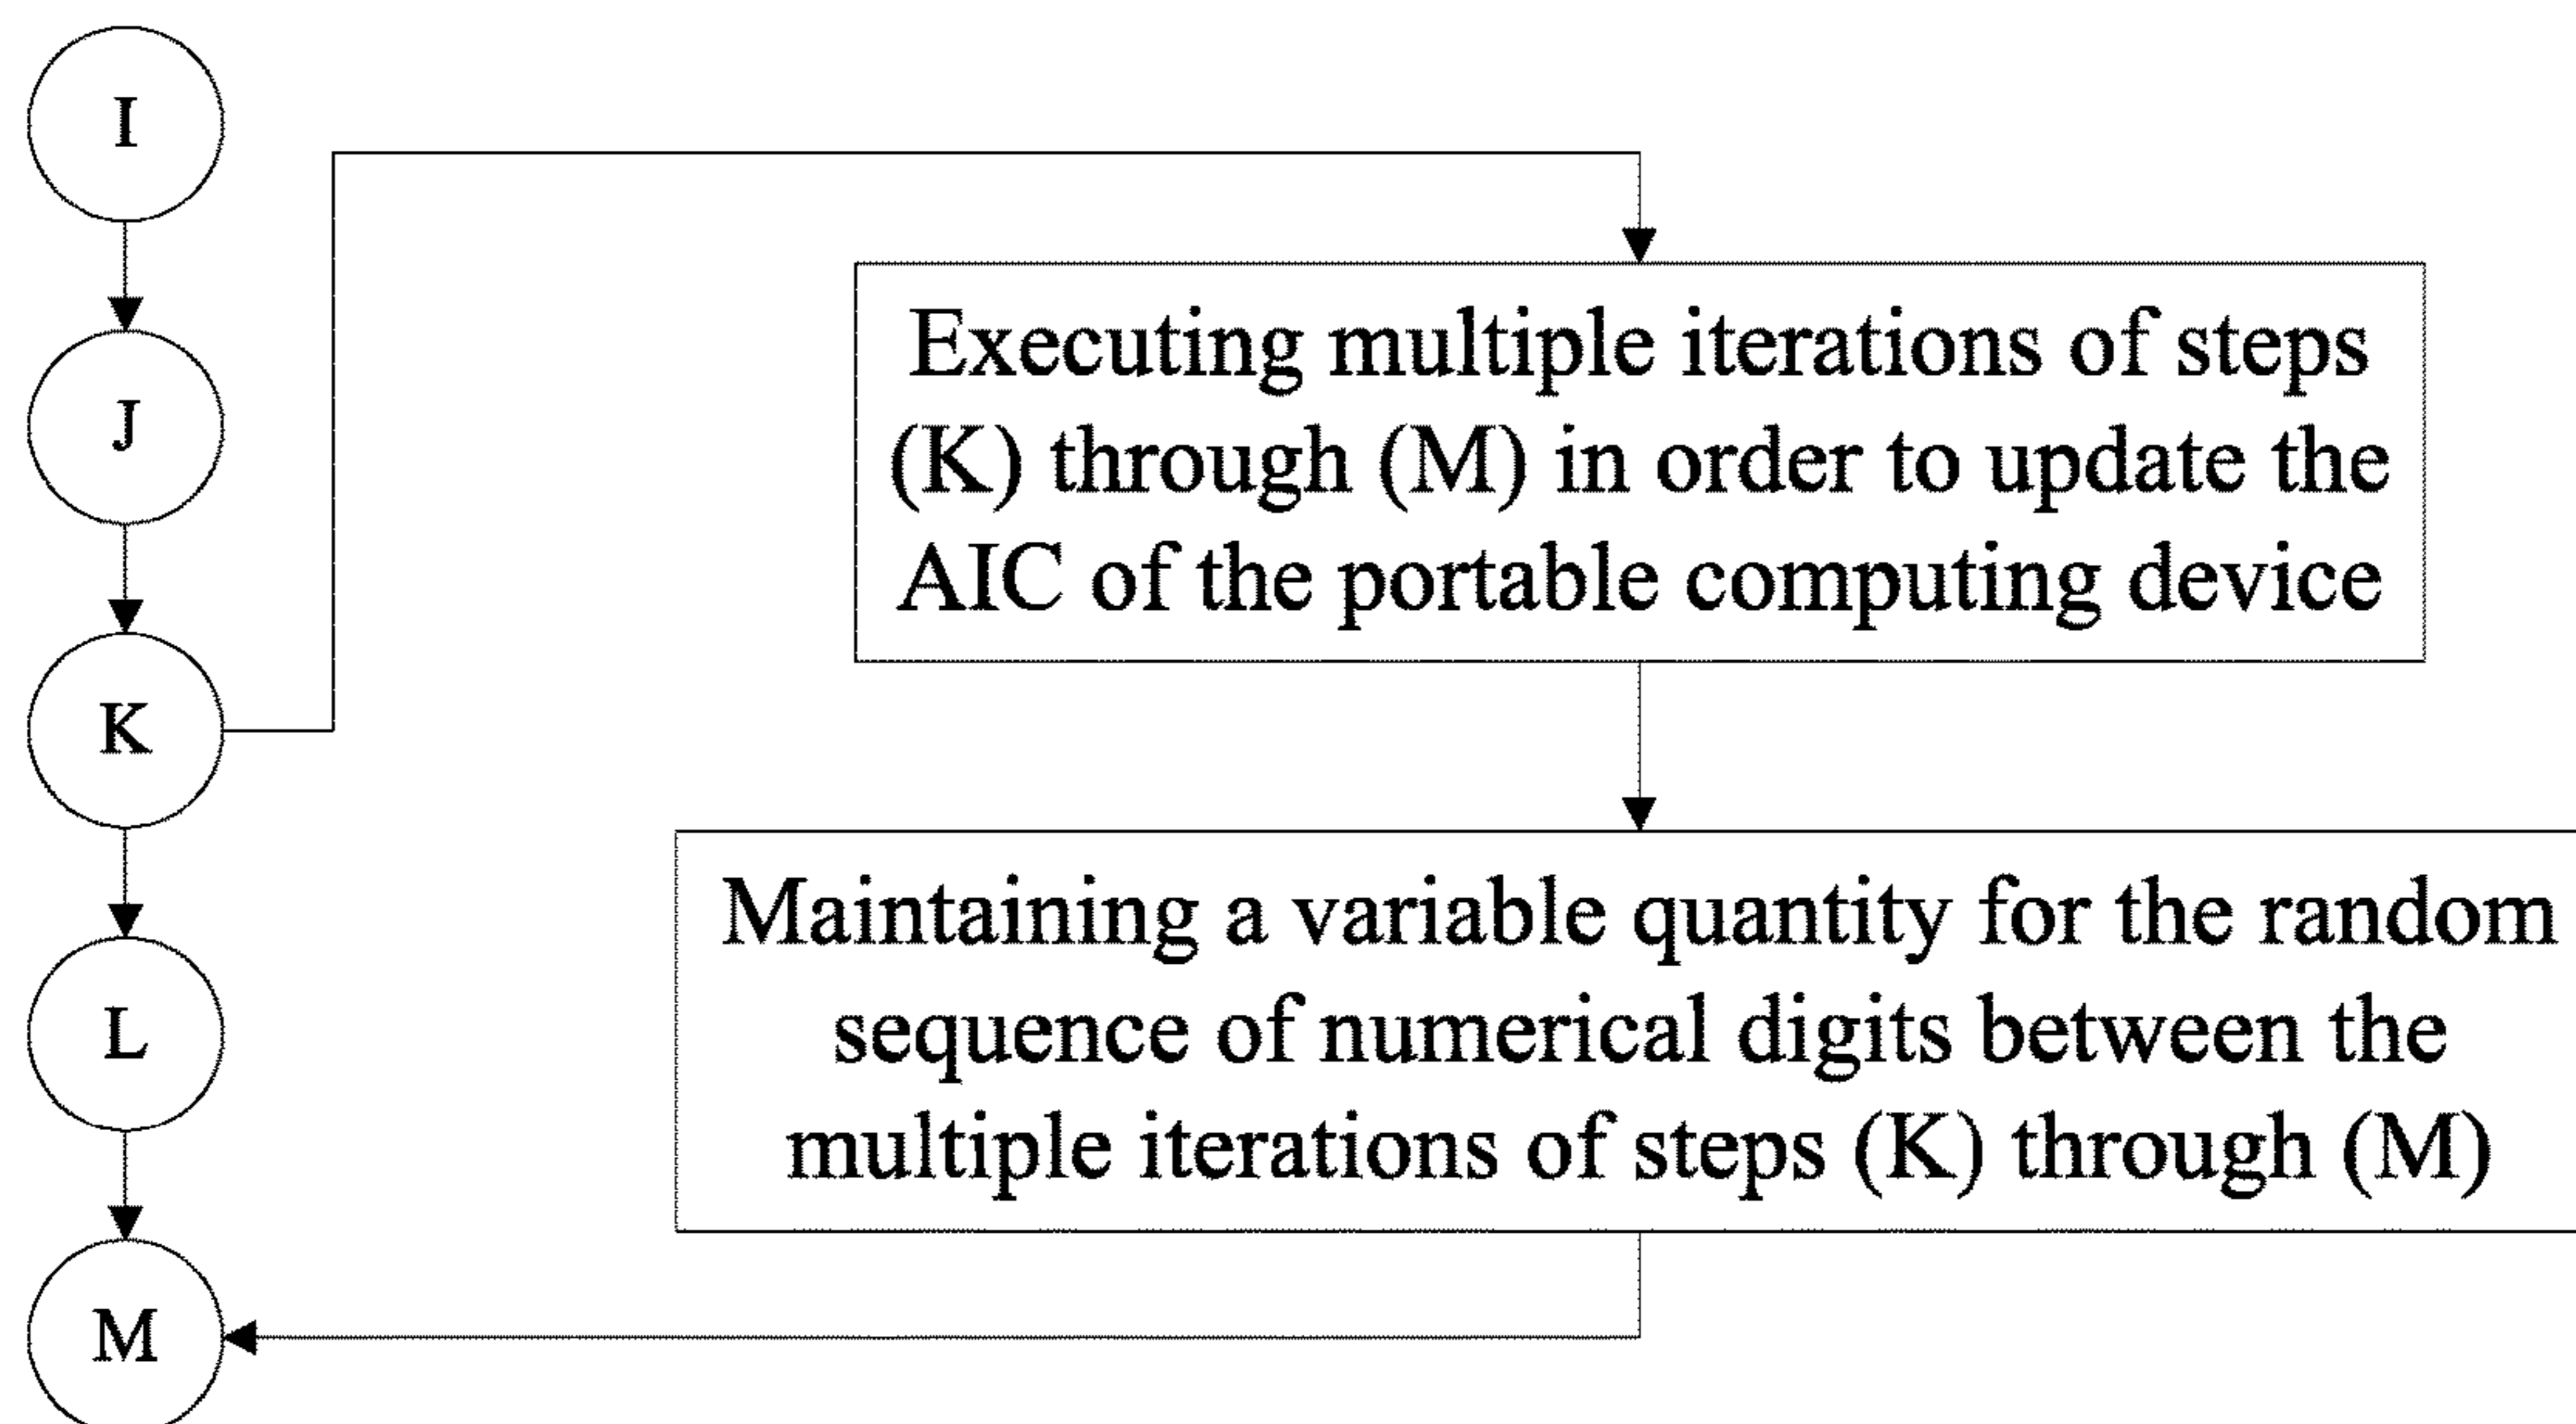 I
J
K
L
M
Executing multiple iterations of steps
(K) through (M) in order to update the
AIC of the portable computing device
Maintaining a variable quantity for the random
sequence of numerical digits between the
multiple iterations of steps (K) through (M)